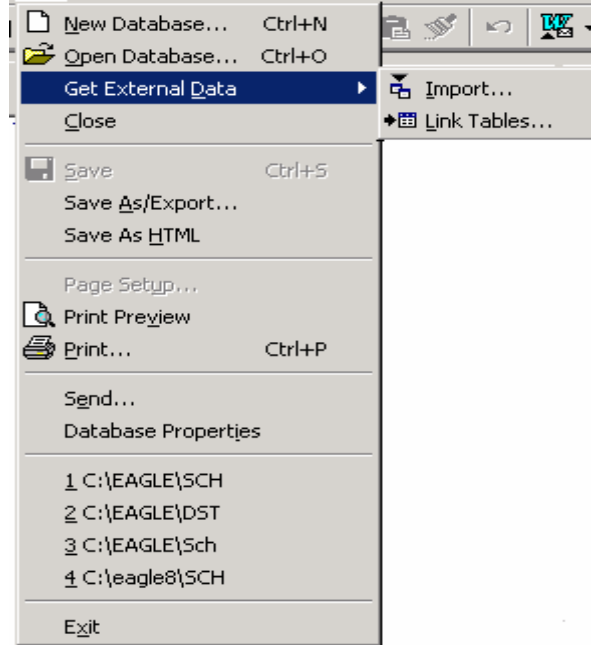 New Database... Ctrl+N
Open Database... Ctrl+O
Get External Data
Import...
Close
Link Tables...
Save Ctrl+S
Save As/Export...
Save As HTML
Page Setup...
Print Preview
Print... Ctrl+P
Send...
Database Properties
1 C:\EAGLE\SCH
2 C:\EAGLE\DST
3 C:\EAGLE\Sch
4 C:\eagle8\SCH
Exit